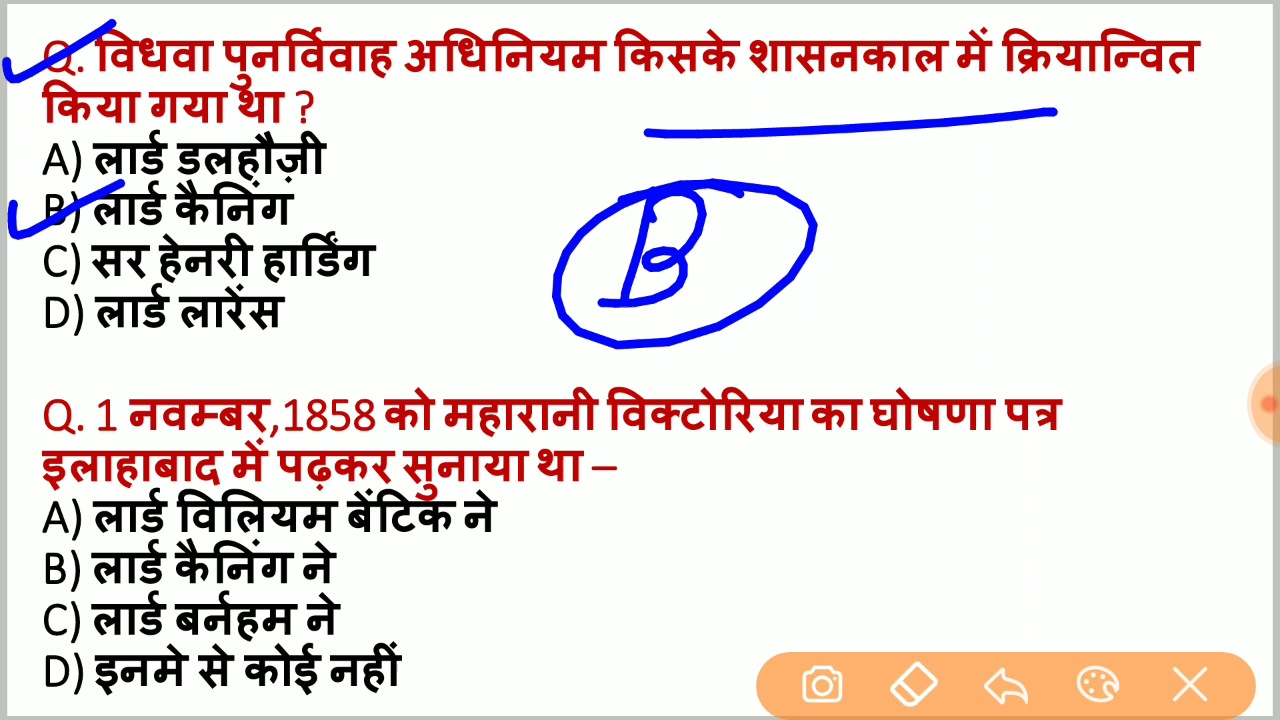 Q. विधवा पुनर्विवाह अधिनियम किसके शासनकाल में क्रियान्वित
किया गया था ?
A) लार्ड डलहौज़ी
B) लार्ड कैनिंग
B
C) सर हेनरी हार्डिंग
D) लार्ड लारेंस
Q. 1 नवम्बर,1858 को महारानी विक्टोरिया का घोषणा पत्र
इलाहाबाद में पढ़कर सुनाया था –
A) लार्ड विलियम बेंटिक ने
B) लार्ड कैनिंग ने
C) लार्ड बर्नहम ने
D) इनमे से कोई नहीं